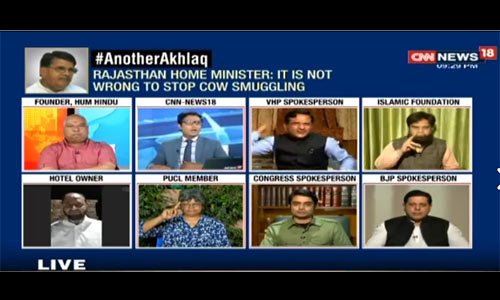 #AnotherAkhlaq
RAJASTHAN HOME MINISTER: IT IS NOT
WRONG TO STOP COW SMUGGLING
CNN NEWS 18
09:29 PM
FOUNDER, HUM HINDU
CNN-NEWS18
VHP SPOKESPERSON
ISLAMIC FOUNDATION
HOTEL OWNER
PUCL MEMBER
CONGRESS SPOKESPERSON
BJP SPOKESPERSON
LIVE